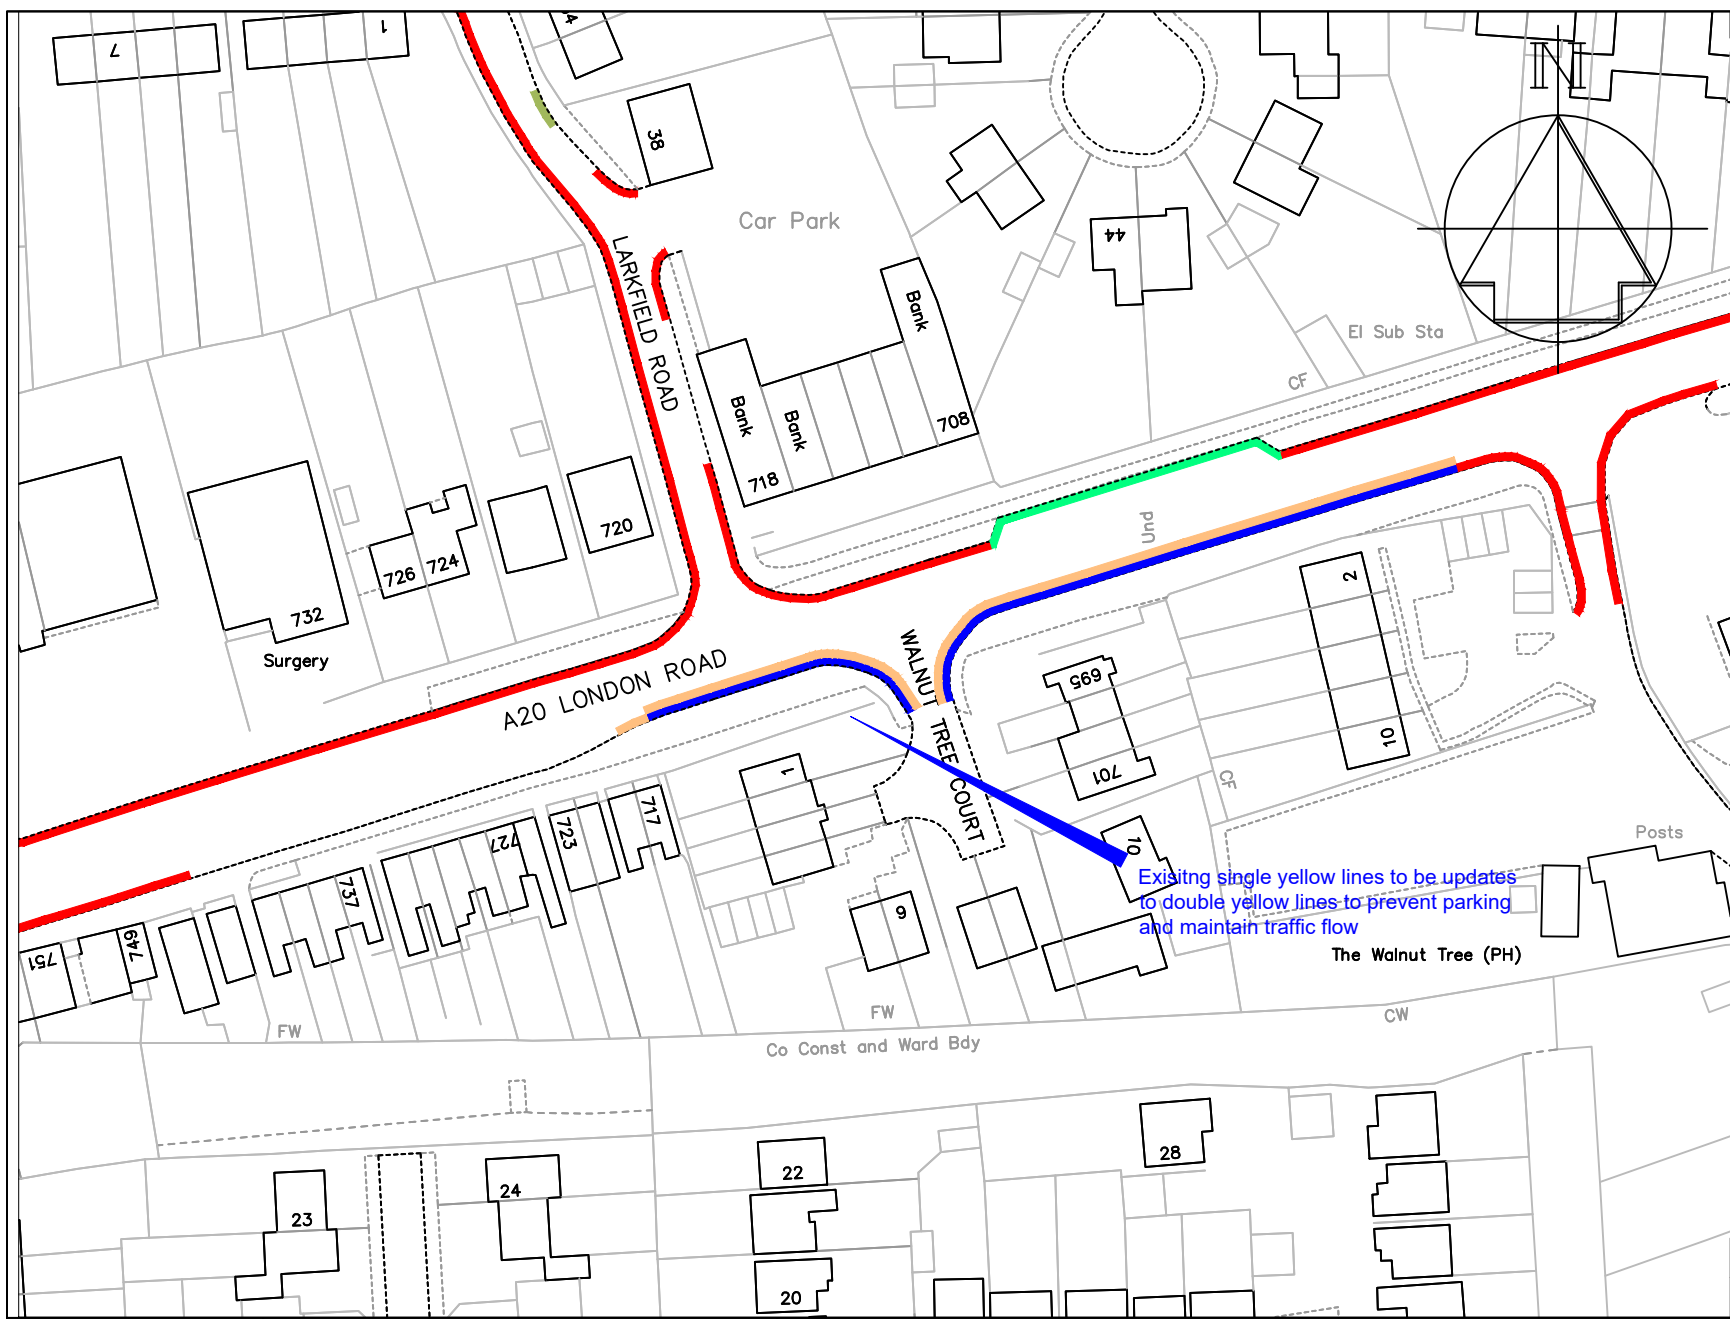 7
1
38
Car Park
44
LARKFIELD ROAD
Bank
El Sub Sta
CF
Bank
Bank
708
718
pun
720
726
724
732
Surgery
2
A20 LONDON ROAD
WALNUT TREE COURT
695
701
10
CF
1
717
723
727
737
749
751
10
Posts
Exisitng single yellow lines to be updates
to double yellow lines to prevent parking
and maintain traffic flow
The Walnut Tree (PH)
6
FW
FW
CW
Co Const and Ward Bdy
22
28
24
23
20
N